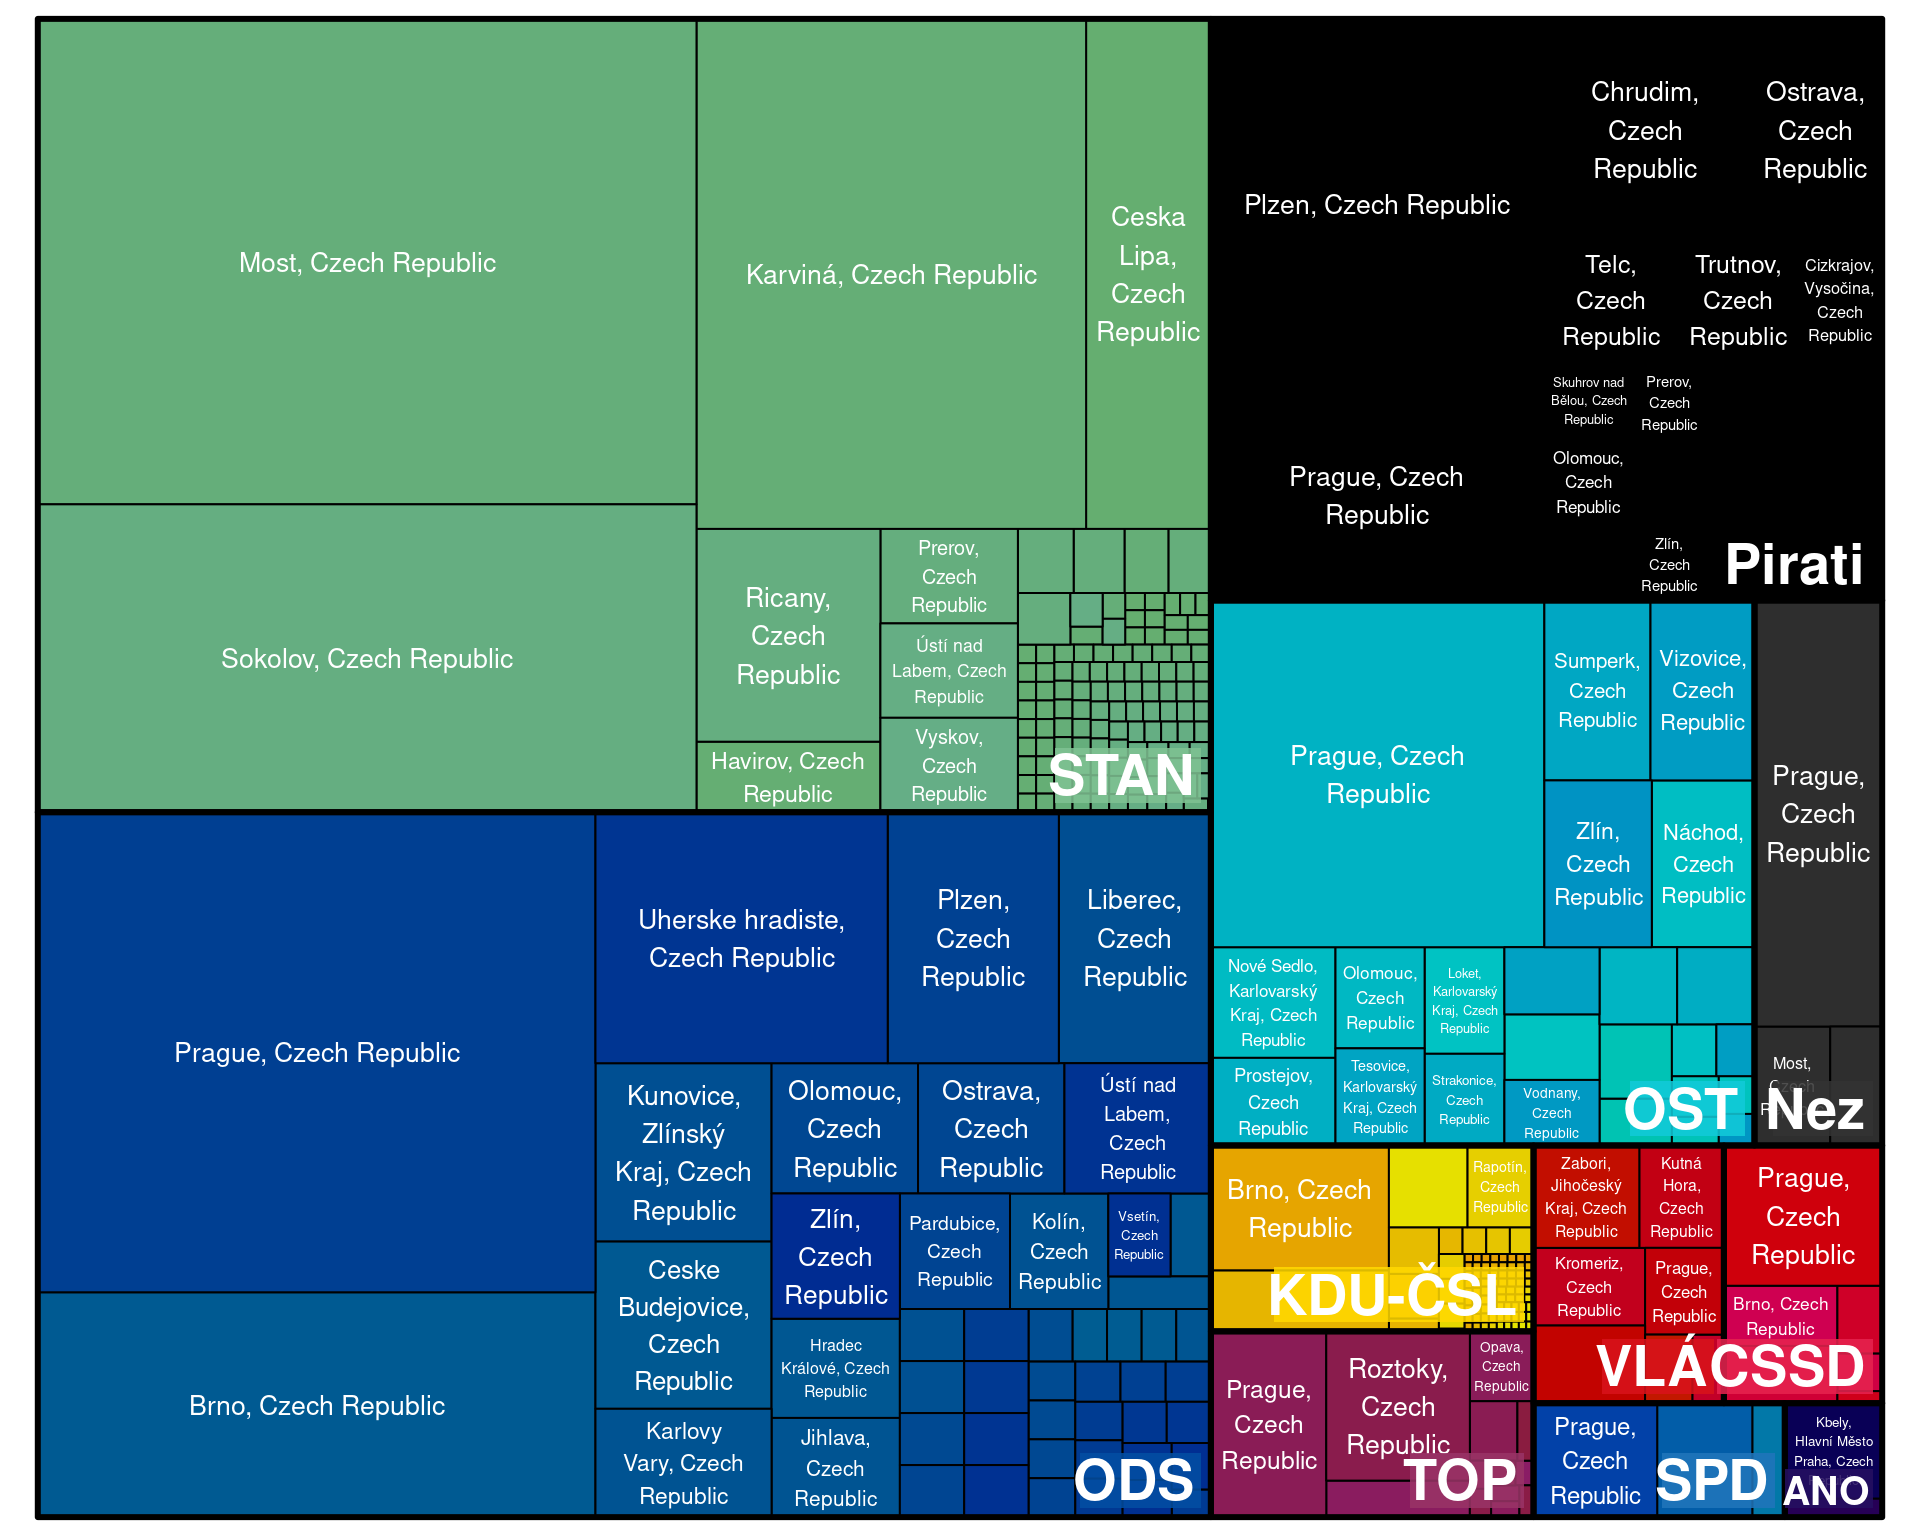 Most, Czech Republic
Sokolov, Czech Republic
Karviná, Czech Republic
Ceska
Lipa,
Czech
Republic
Ricany,
Czech
Republic
Havirov, Czech
Republic
Prerov,
Czech
Republic
Ústí nad
Labem, Czech
Republic
Vyskov,
Czech
Republic
STAN
Plzen, Czech Republic
Prague, Czech
Republic
Chrudim,
Czech
Republic
Ostrava,
Czech
Republic
Telc,
Czech
Republic
Trutnov,
Czech
Republic
Cizkrajov,
Vysočina,
Czech
Republic
Skuhrov nad
Bělou, Czech
Republic
Prerov,
Czech
Republic
Olomouc,
Czech
Republic
Zlín,
Czech
Republic
Pirati
Prague, Czech Republic
Brno, Czech Republic
Uherske hradiste,
Czech Republic
Plzen,
Czech
Republic
Liberec,
Czech
Republic
Kunovice,
Zlínský
Kraj, Czech
Republic
Ceske
Budejovice,
Czech
Republic
Karlovy
Vary, Czech
Republic
Olomouc,
Czech
Republic
Ostrava,
Czech
Republic
Ústí nad
Labem,
Czech
Republic
Zlín,
Czech
Republic
Hradec
Králové, Czech
Republic
Jihlava,
Czech
Republic
Pardubice,
Czech
Republic
Kolín,
Czech
Republic
Vsetín,
Czech
Republic
ODS
Prague, Czech
Republic
Sumperk,
Czech
Republic
Vizovice,
Czech
Republic
Zlín,
Czech
Republic
Náchod,
Czech
Republic
Nové Sedlo,
Karlovarský
Kraj, Czech
Republic
Prostejov,
Czech
Republic
Olomouc,
Czech
Republic
Tesovice,
Karlovarský
Kraj, Czech
Republic
Loket,
Karlovarský
Kraj, Czech
Republic
Strakonice,
Czech
Republic
Vodnany,
Czech
Republic
OST
Prague,
Czech
Republic
Most,
Czech
Nez
Brno, Czech
Republic
Rapotín,
Czech
Republic
KDU-ČSL
Zabori,
Jihočeský
Kraj, Czech
Republic
Kutná
Hora,
Czech
Republic
Kromeriz,
Czech
Republic
Prague,
Czech
Republic
VLÁCSSD
Prague,
Czech
Republic
Brno, Czech
Republic
Prague,
Czech
Republic
Roztoky,
Czech
Republic
Opava,
Czech
Republic
TOP
Prague,
Czech
Republic
SPD
Kbely,
Hlavní Město
Praha, Czech
ANO